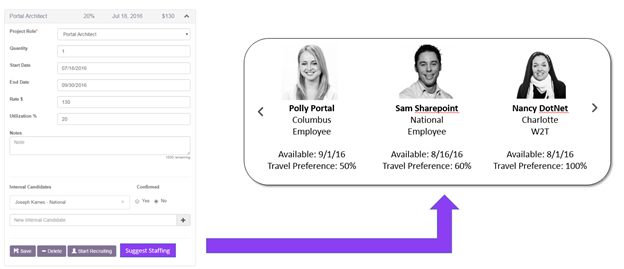 Portal Architect 20% Jul 18, 2016 $130
Project Role* Portal Architect
Quantity 1
Start Date 07/18/2016
End Date 09/30/2016
Rate $ 130
Utilization % 20
Notes
Note
1600 remaining
Internal Candidates Confirmed
Joseph Karnes - National Yes No
New Internal Candidate
Save Delete Start Recruiting Suggest Staffing
Polly Portal
Columbus
Employee
Available: 9/1/16
Travel Preference: 50%
Sam Sharepoint
National
Employee
Available: 8/16/16
Travel Preference: 60%
Nancy DotNet
Charlotte
W2T
Available: 8/1/16
Travel Preference: 100%